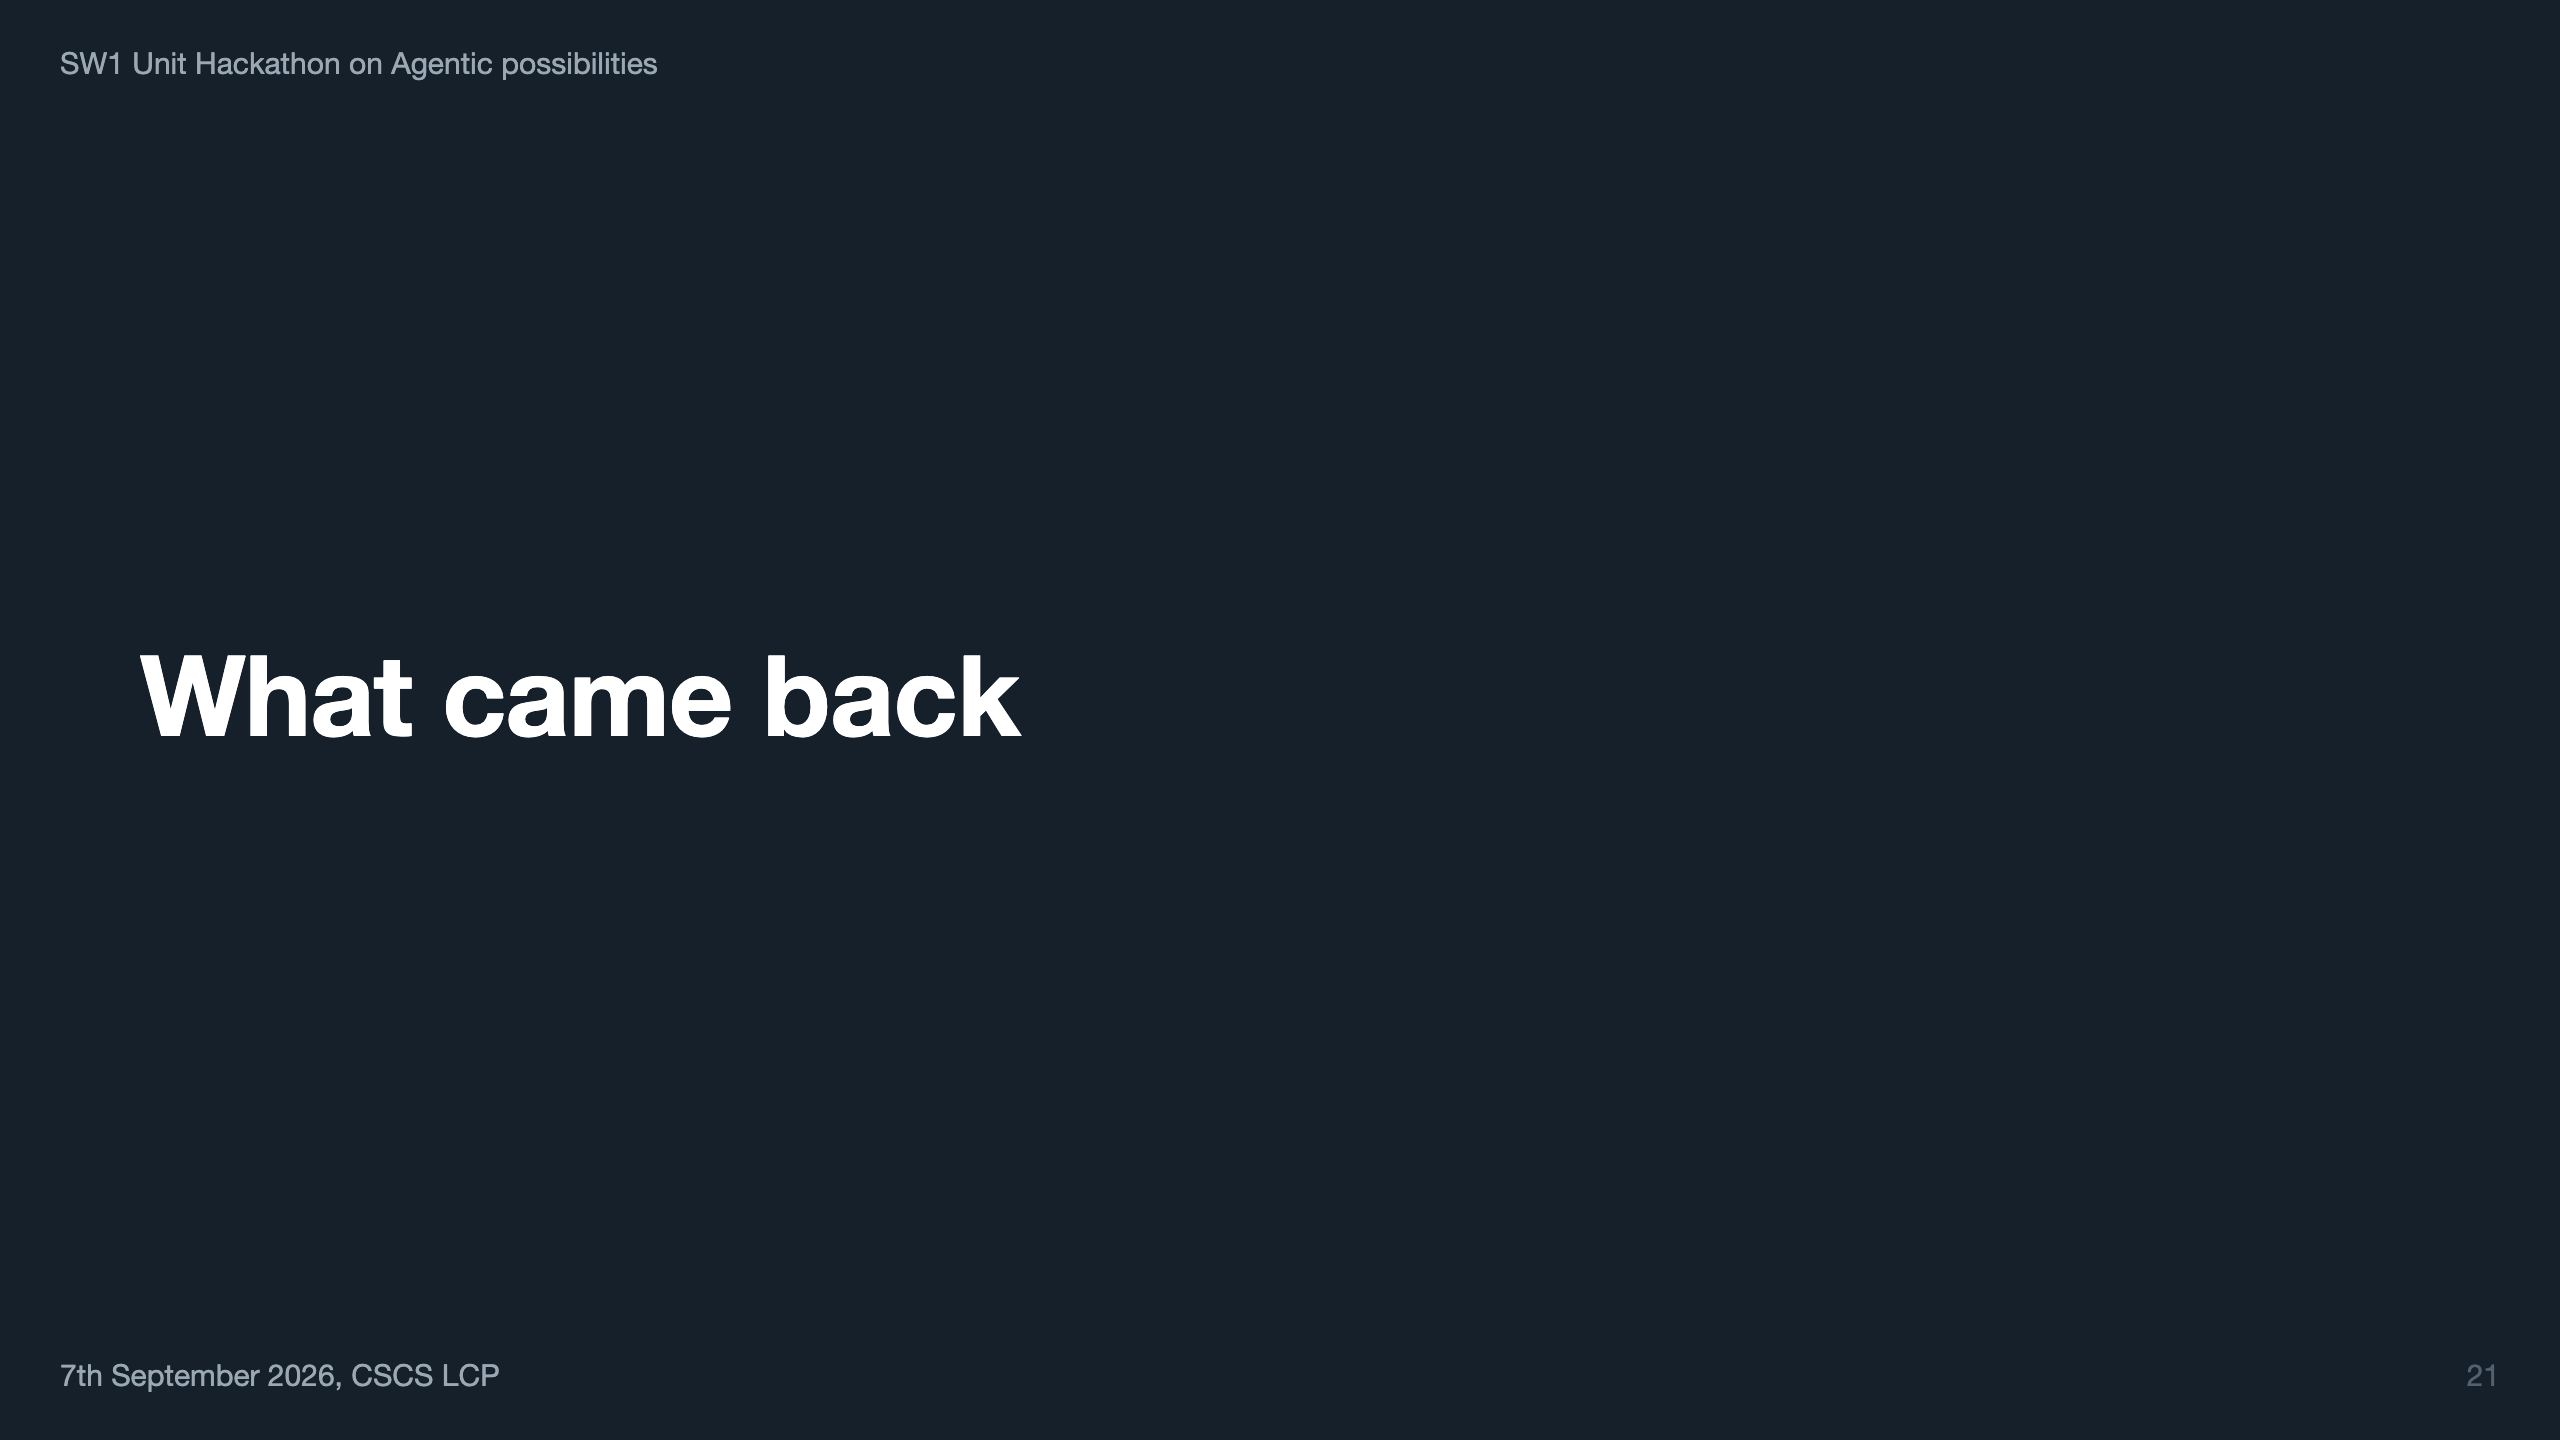 SW1 Unit Hackathon on Agentic possibilities
What came back
7th September 2026, CSCS LCP
21